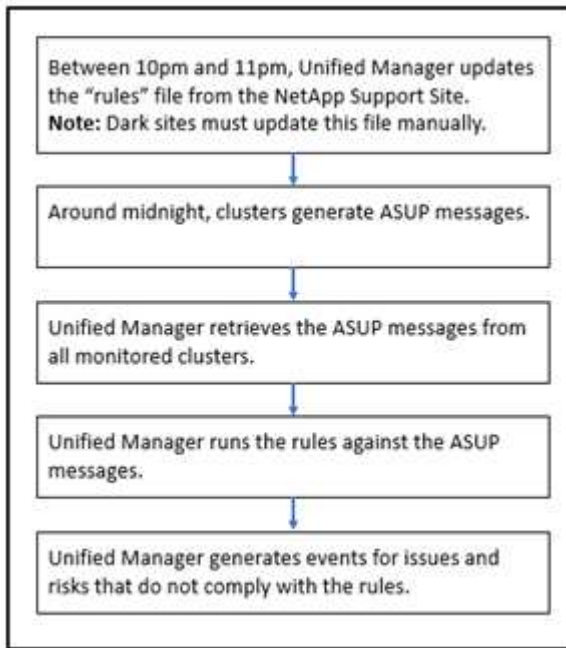 Between 10pm and 11pm, Unified Manager updates
the “rules” file from the NetApp Support Site.
Note: Dark sites must update this file manually.
Around midnight, clusters generate ASUP messages.
Unified Manager retrieves the ASUP messages from
all monitored clusters.
Unified Manager runs the rules against the ASUP
messages.
Unified Manager generates events for issues and
risks that do not comply with the rules.